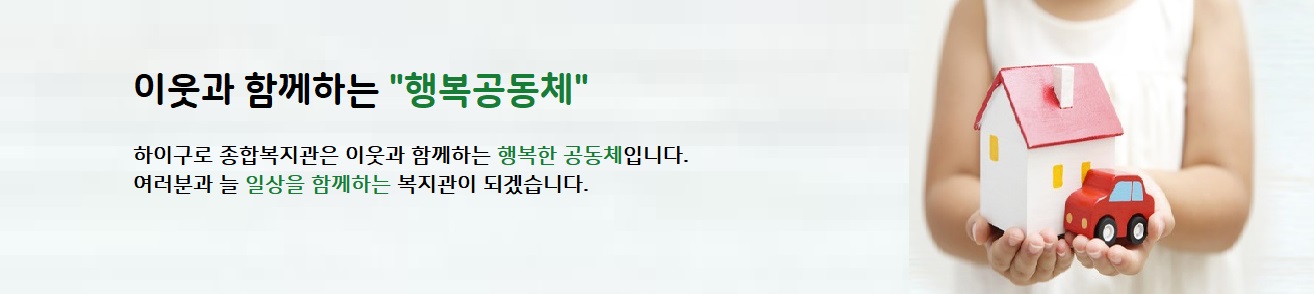 이웃과 함께하는 "행복공동체"
하이구로 종합복지관은 이웃과 함께하는 행복한 공동체입니다.
여러분과 늘 일상을 함께하는 복지관이 되겠습니다.